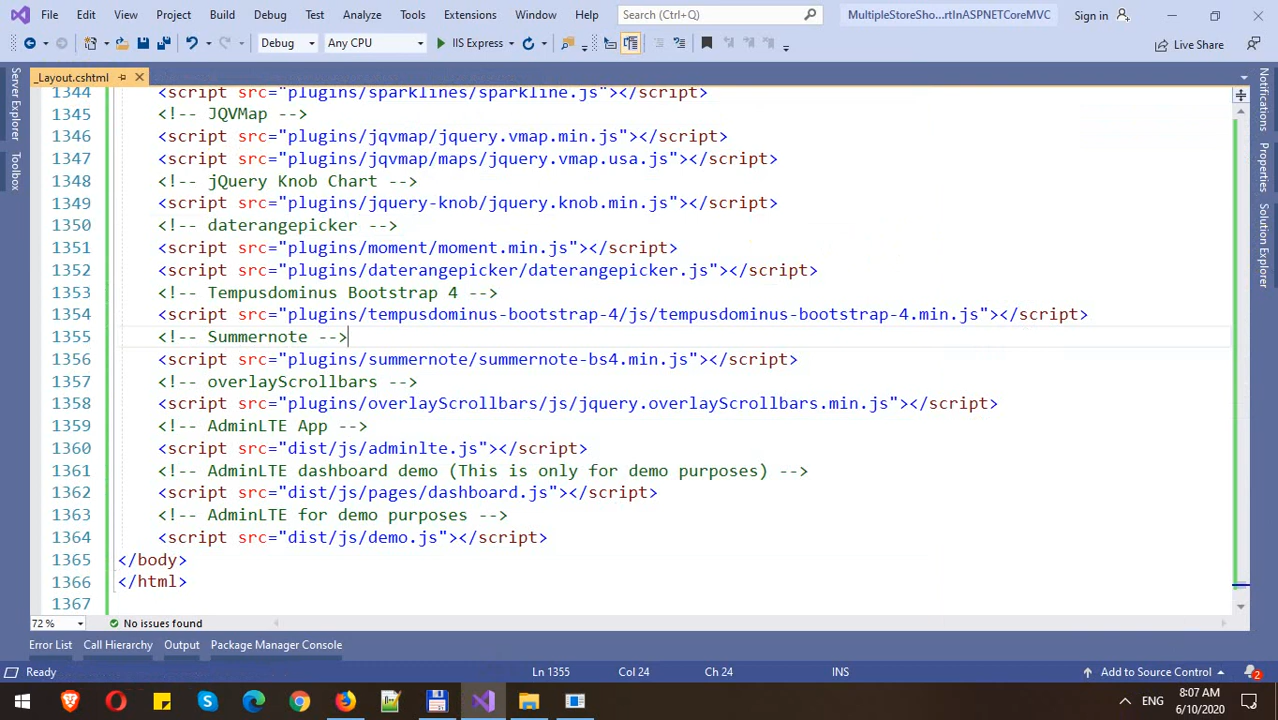 File Edit View Project Build Debug Test Analyze Tools Extensions Window Help Search (Ctrl+Q) MultipleStoreSho...rtInASPNETCoreMVC Sign in
Debug Any CPU IIS Express Live Share
Server Explorer
Toolbox
_Layout.cshtml
Notifications
Properties
Solution Explorer
1344 <script src="plugins/sparklines/sparkline.js"></script>
1345 <!-- JQVMap -->
1346 <script src="plugins/jqvmap/jquery.vmap.min.js"></script>
1347 <script src="plugins/jqvmap/maps/jquery.vmap.usa.js"></script>
1348 <!-- jQuery Knob Chart -->
1349 <script src="plugins/jquery-knob/jquery.knob.min.js"></script>
1350 <!-- daterangepicker -->
1351 <script src="plugins/moment/moment.min.js"></script>
1352 <script src="plugins/daterangepicker/daterangepicker.js"></script>
1353 <!-- Tempusdominus Bootstrap 4 -->
1354 <script src="plugins/tempusdominus-bootstrap-4/js/tempusdominus-bootstrap-4.min.js"></script>
1355 <!-- Summernote -->
1356 <script src="plugins/summernote/summernote-bs4.min.js"></script>
1357 <!-- overlayScrollbars -->
1358 <script src="plugins/overlayScrollbars/js/jquery.overlayScrollbars.min.js"></script>
1359 <!-- AdminLTE App -->
1360 <script src="dist/js/adminlte.js"></script>
1361 <!-- AdminLTE dashboard demo (This is only for demo purposes) -->
1362 <script src="dist/js/pages/dashboard.js"></script>
1363 <!-- AdminLTE for demo purposes -->
1364 <script src="dist/js/demo.js"></script>
1365 </body>
1366 </html>
1367
72 % No issues found
Error List Call Hierarchy Output Package Manager Console
Ready Ln 1355 Col 24 Ch 24 INS Add to Source Control 2
ENG 8:07 AM
6/10/2020